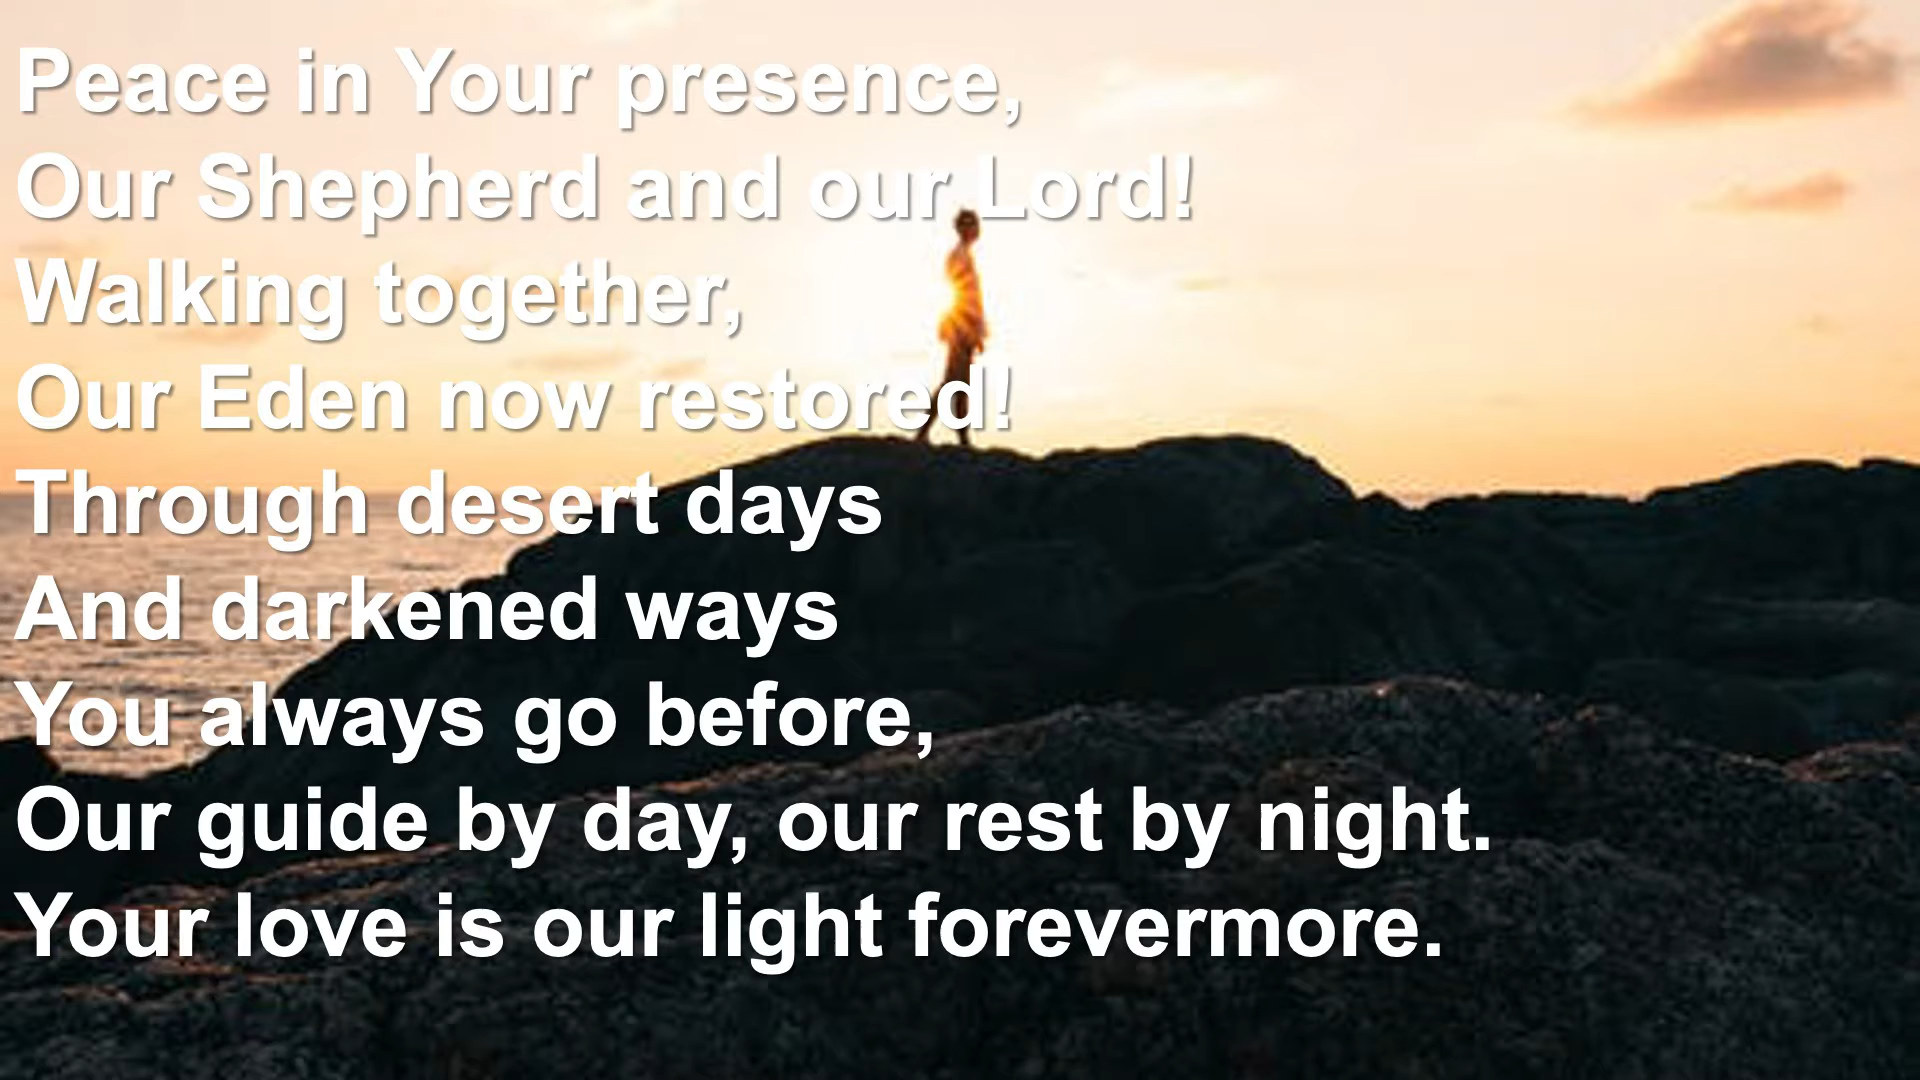 Peace in Your presence,
Our Shepherd and our Lord!
Walking together,
Our Eden now restored!
Through desert days
And darkened ways
You always go before,
Our guide by day, our rest by night.
Your love is our light forevermore.